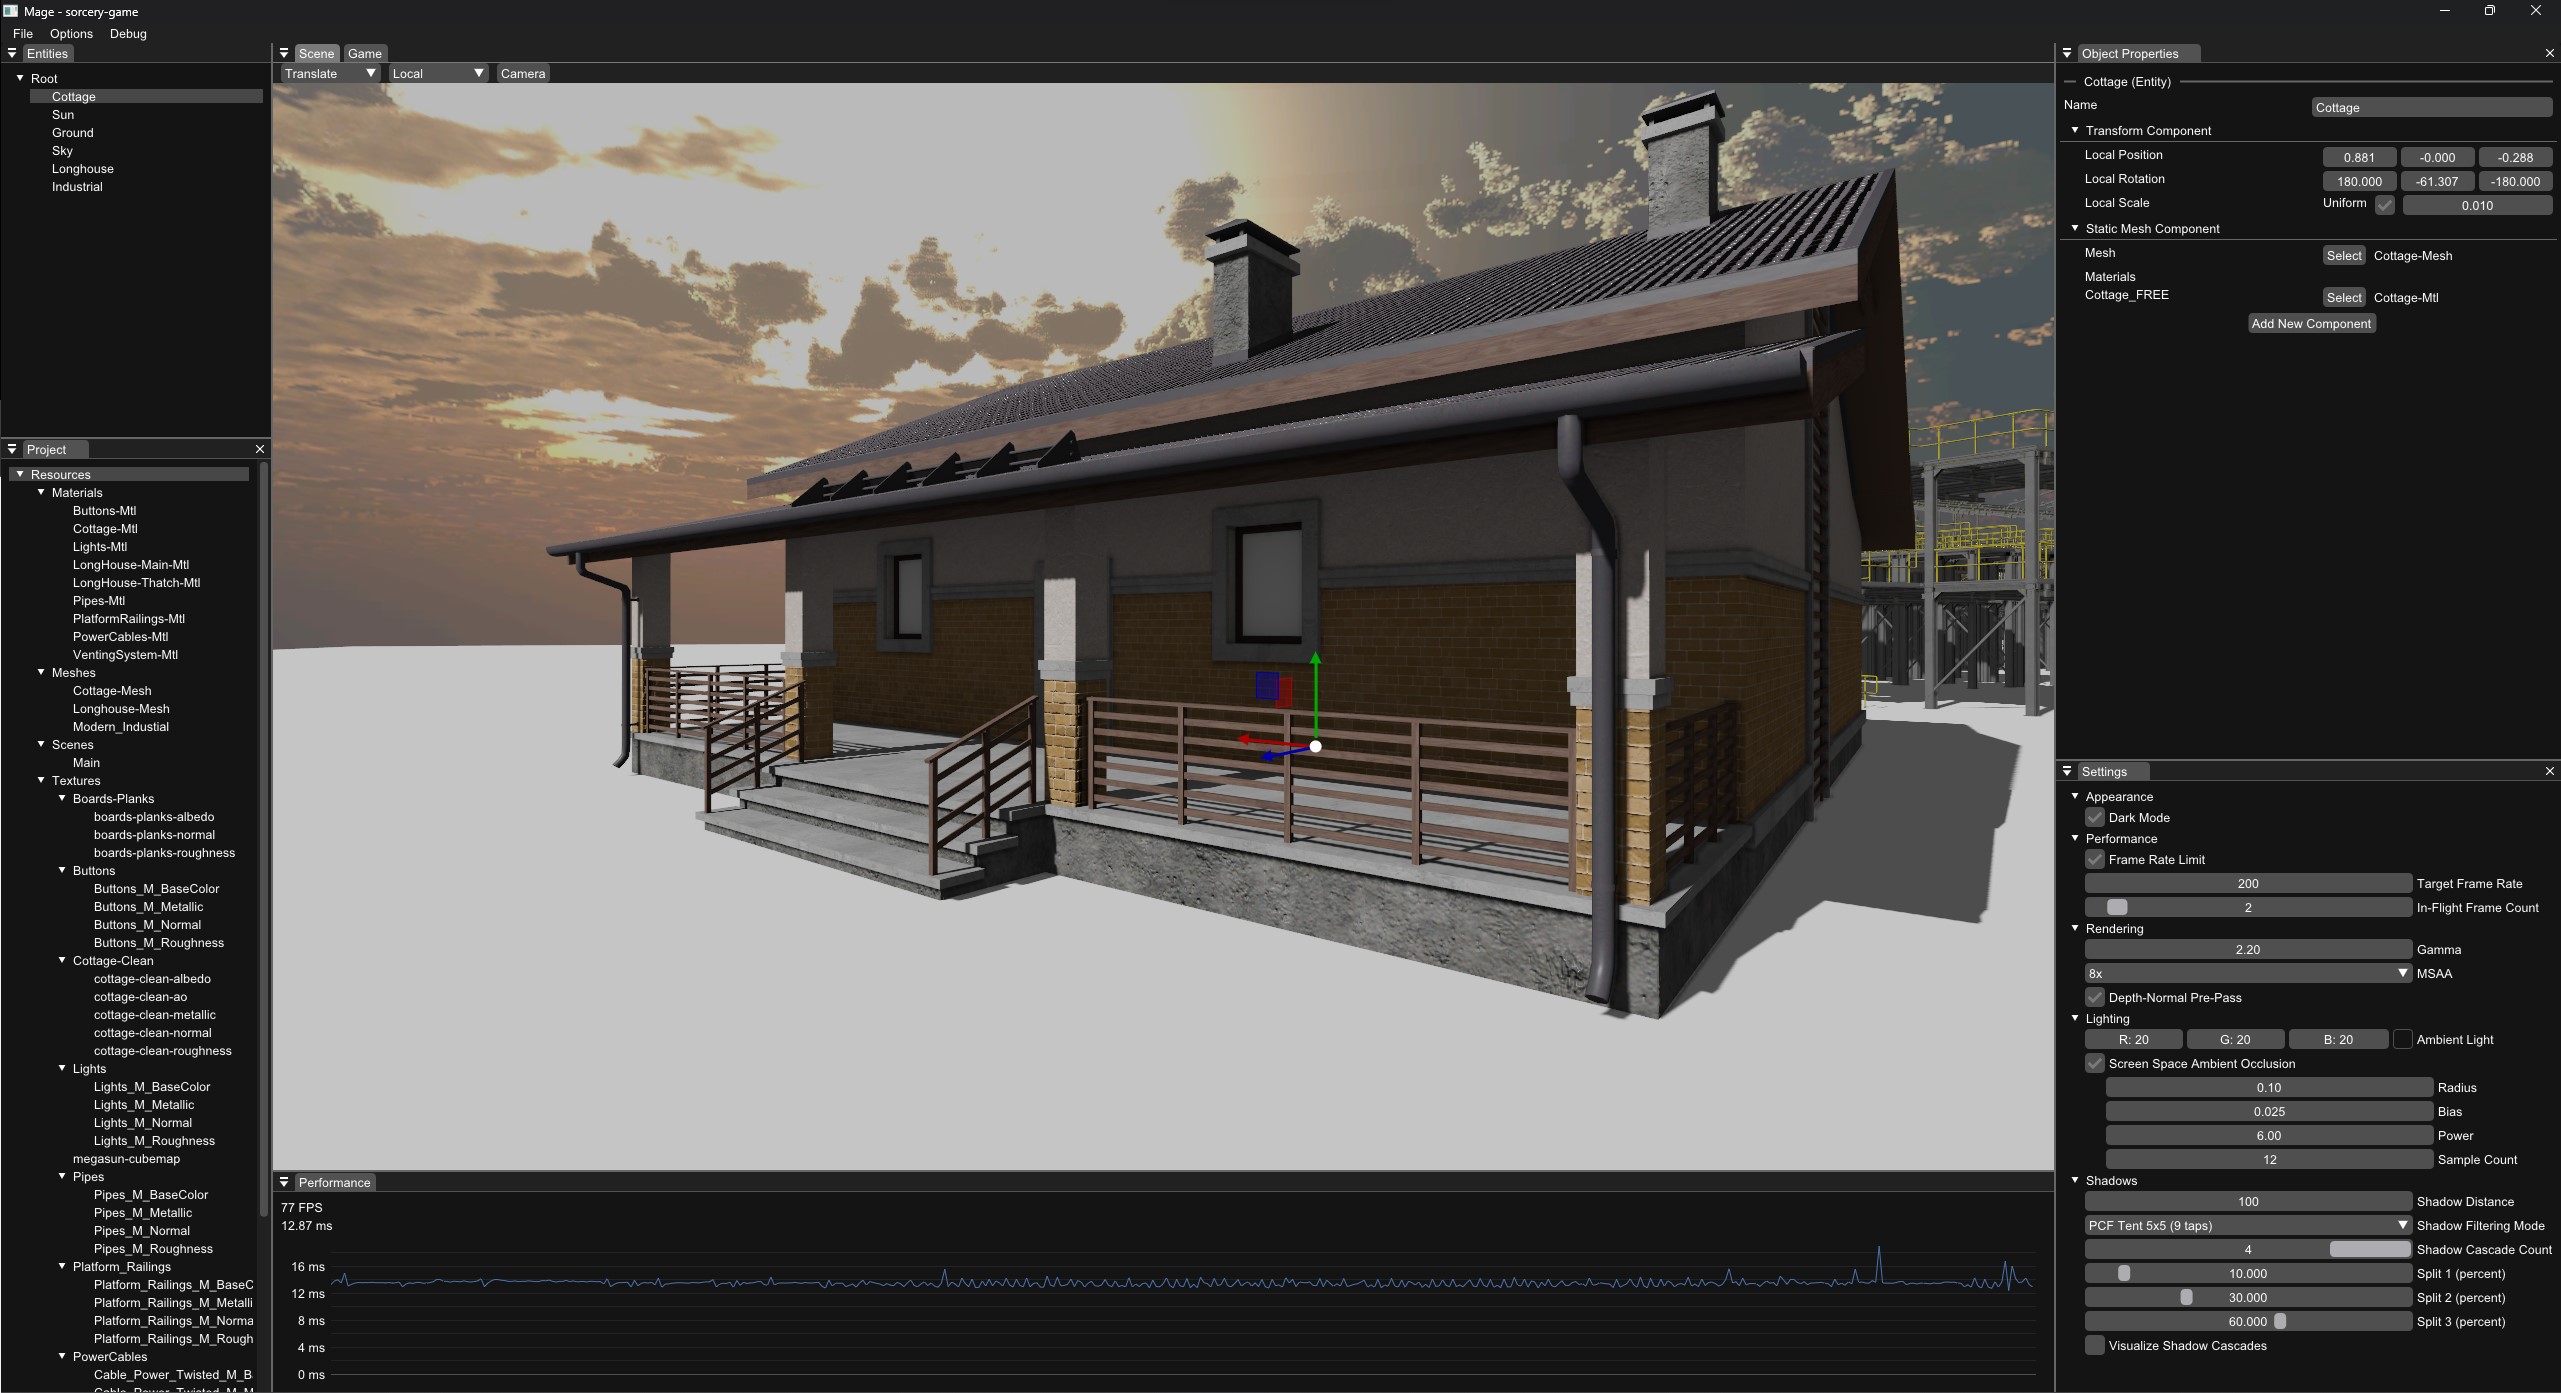 Mage - sorcery-game
File Options Debug
Entities
Root
Cottage
Sun
Ground
Sky
Longhouse
Industrial
Project
Resources
Materials
Buttons-Mtl
Cottage-Mtl
Lights-Mtl
LongHouse-Main-Mtl
LongHouse-Thatch-Mtl
Pipes-Mtl
PlatformRailings-Mtl
PowerCables-Mtl
VentingSystem-Mtl
Meshes
Cottage-Mesh
Longhouse-Mesh
Modern_Industial
Scenes
Main
Textures
Boards-Planks
boards-planks-albedo
boards-planks-normal
boards-planks-roughness
Buttons
Buttons_M_BaseColor
Buttons_M_Metallic
Buttons_M_Normal
Buttons_M_Roughness
Cottage-Clean
cottage-clean-albedo
cottage-clean-ao
cottage-clean-metallic
cottage-clean-normal
cottage-clean-roughness
Lights
Lights_M_BaseColor
Lights_M_Metallic
Lights_M_Normal
Lights_M_Roughness
megasun-cubemap
Pipes
Pipes_M_BaseColor
Pipes_M_Metallic
Pipes_M_Normal
Pipes_M_Roughness
Platform_Railings
Platform_Railings_M_BaseC
Platform_Railings_M_Metalli
Platform_Railings_M_Norma
Platform_Railings_M_Rough
PowerCables
Cable_Power_Twisted_M_B
Scene Game
Translate Local Camera
Performance
77 FPS
12.87 ms
16 ms
12 ms
8 ms
4 ms
0 ms
Object Properties
Cottage (Entity)
Name Cottage
Transform Component
Local Position 0.881 -0.000 -0.288
Local Rotation 180.000 -61.307 -180.000
Local Scale Uniform 0.010
Static Mesh Component
Mesh Select Cottage-Mesh
Materials
Cottage_FREE Select Cottage-Mtl
Add New Component
Settings
Appearance
Dark Mode
Performance
Frame Rate Limit
200 Target Frame Rate
2 In-Flight Frame Count
Rendering
2.20 Gamma
8x MSAA
Depth-Normal Pre-Pass
Lighting
R: 20 G: 20 B: 20 Ambient Light
Screen Space Ambient Occlusion
0.10 Radius
0.025 Bias
6.00 Power
12 Sample Count
Shadows
100 Shadow Distance
PCF Tent 5x5 (9 taps) Shadow Filtering Mode
4 Shadow Cascade Count
10.000 Split 1 (percent)
30.000 Split 2 (percent)
60.000 Split 3 (percent)
Visualize Shadow Cascades